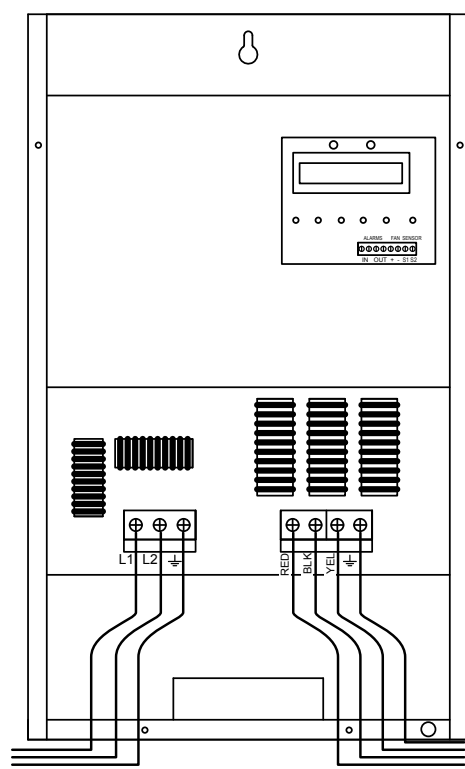 ALARMS FAN SENSOR
IN OUT + - S1 S2
L1 L2
RED BLK YEL